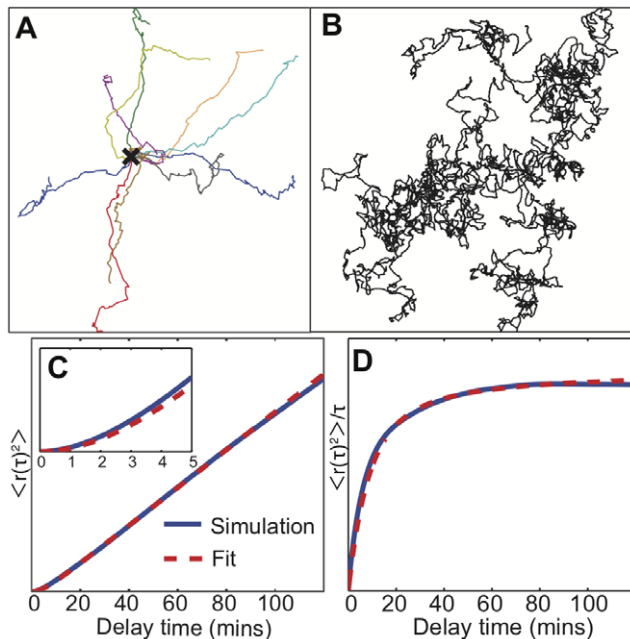 A
B
C
<r(τ)²>
0 1 2 3 4 5
Simulation
Fit
0 20 40 60 80 100
Delay time (mins)
D
<r(τ)²>/τ
0 20 40 60 80 100
Delay time (mins)